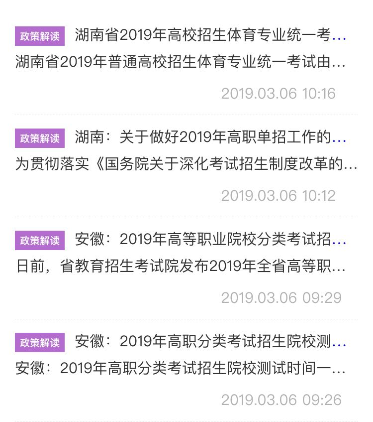 政策解读 湖南省2019年高校招生体育专业统一考...
湖南省2019年普通高校招生体育专业统一考试由...
2019.03.06 10:16
政策解读 湖南：关于做好2019年高职单招工作的...
为贯彻落实《国务院关于深化考试招生制度改革的...
2019.03.06 10:12
政策解读 安徽：2019年高等职业院校分类考试招...
日前，省教育招生考试院发布2019年全省高等职...
2019.03.06 09:29
政策解读 安徽：2019年高职分类考试招生院校测...
安徽：2019年高职分类考试招生院校测试时间一...
2019.03.06 09:26